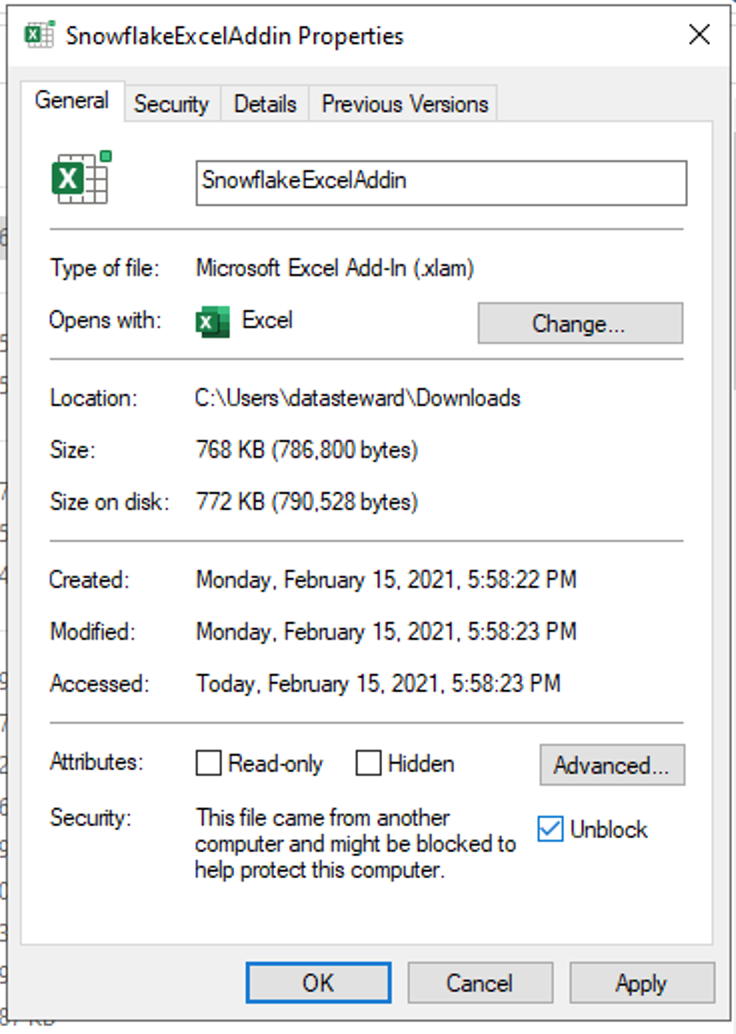 SnowflakeExcelAddin Properties
General Security Details Previous Versions
SnowflakeExcelAddin
Type of file: Microsoft Excel Add-In (.xlam)
Opens with: Excel Change...
Location: C:\Users\datasteward\Downloads
Size: 768 KB (786,800 bytes)
Size on disk: 772 KB (790,528 bytes)
Created: Monday, February 15, 2021, 5:58:22 PM
Modified: Monday, February 15, 2021, 5:58:23 PM
Accessed: Today, February 15, 2021, 5:58:23 PM
Attributes: Read-only Hidden Advanced...
Security: This file came from another
computer and might be blocked to
help protect this computer.
Unblock
OK Cancel Apply